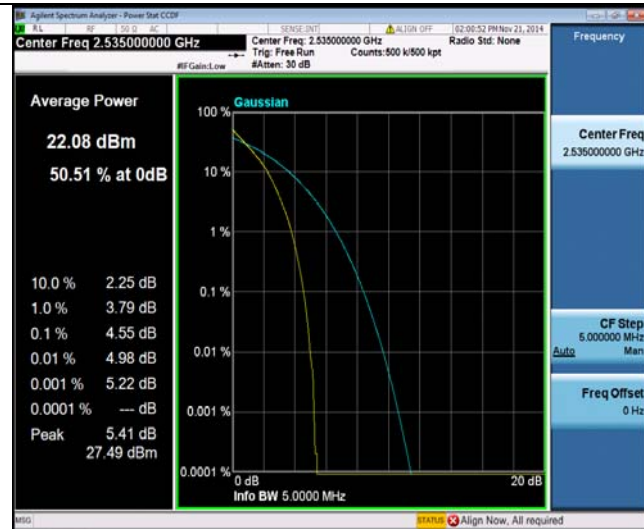 Agilent Spectrum Analyzer - Power Stat CCDF
RL RF 50 Ω AC SENSE:INT ALIGN OFF 02:00:52 PM Nov 21, 2014
Center Freq 2.535000000 GHz
Center Freq: 2.535000000 GHz Radio Std: None
Trig: Free Run Counts:500 k/500 kpt
#IFGain:Low #Atten: 30 dB
Frequency
Average Power
22.08 dBm
50.51 % at 0dB
10.0 % 2.25 dB
1.0 % 3.79 dB
0.1 % 4.55 dB
0.01 % 4.98 dB
0.001 % 5.22 dB
0.0001 % --- dB
Peak 5.41 dB
27.49 dBm
Gaussian
100 %
10 %
1 %
0.1 %
0.01 %
0.001 %
0.0001 %
0 dB 20 dB
Info BW 5.0000 MHz
Center Freq
2.535000000 GHz
CF Step
5.000000 MHz
Auto Man
Freq Offset
0 Hz
MSG STATUS Align Now, All required